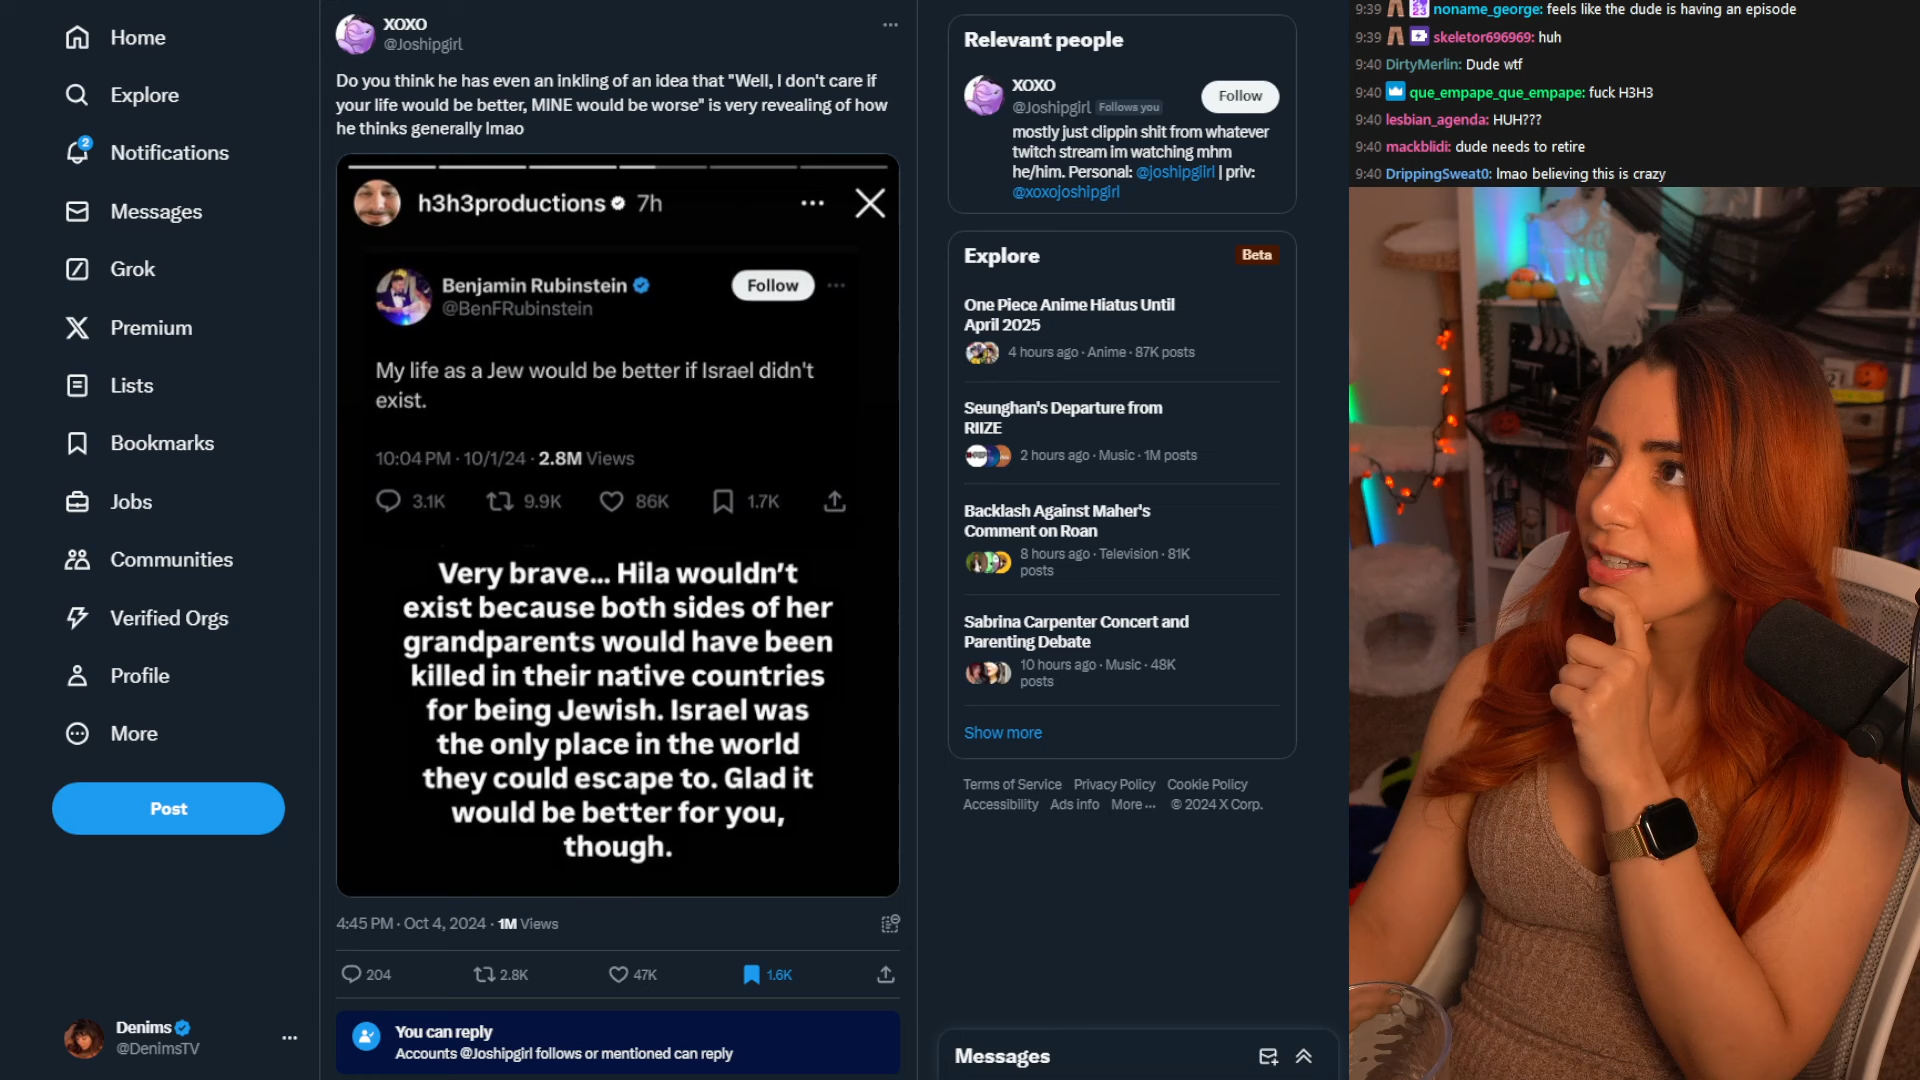 Home
Explore
2
Notifications
Messages
Grok
Premium
Lists
Bookmarks
Jobs
Communities
Verified Orgs
Profile
More
Post
Denims
@DenimsTV
XOXO
@Joshipgirl
Do you think he has even an inkling of an idea that "Well, I don't care if
your life would be better, MINE would be worse" is very revealing of how
he thinks generally lmao
h3h3productions 7h
Benjamin Rubinstein
@BenFRubinstein
Follow
My life as a Jew would be better if Israel didn't
exist.
10:04 PM · 10/1/24 · 2.8M Views
3.1K 9.9K 86K 1.7K
Very brave... Hila wouldn't
exist because both sides of her
grandparents would have been
killed in their native countries
for being Jewish. Israel was
the only place in the world
they could escape to. Glad it
would be better for you,
though.
4:45 PM · Oct 4, 2024 · 1M Views
204 2.8K 47K 1.6K
You can reply
Accounts @Joshipgirl follows or mentioned can reply
Relevant people
XOXO
@Joshipgirl Follows you
Follow
mostly just clippin shit from whatever
twitch stream im watching mhm
he/him. Personal: @joshipgiirl | priv:
@xoxojoshipgirl
Explore
Beta
One Piece Anime Hiatus Until
April 2025
4 hours ago · Anime · 87K posts
Seunghan's Departure from
RIIZE
2 hours ago · Music · 1M posts
Backlash Against Maher's
Comment on Roan
8 hours ago · Television · 81K
posts
Sabrina Carpenter Concert and
Parenting Debate
10 hours ago · Music · 48K
posts
Show more
Terms of Service Privacy Policy Cookie Policy
Accessibility Ads info More ... © 2024 X Corp.
Messages
9:39 noname_george: feels like the dude is having an episode
9:39 skeletor696969: huh
9:40 DirtyMerlin: Dude wtf
9:40 que_empape_que_empape: fuck H3H3
9:40 lesbian_agenda: HUH???
9:40 mackblidi: dude needs to retire
9:40 DrippingSweat0: lmao believing this is crazy